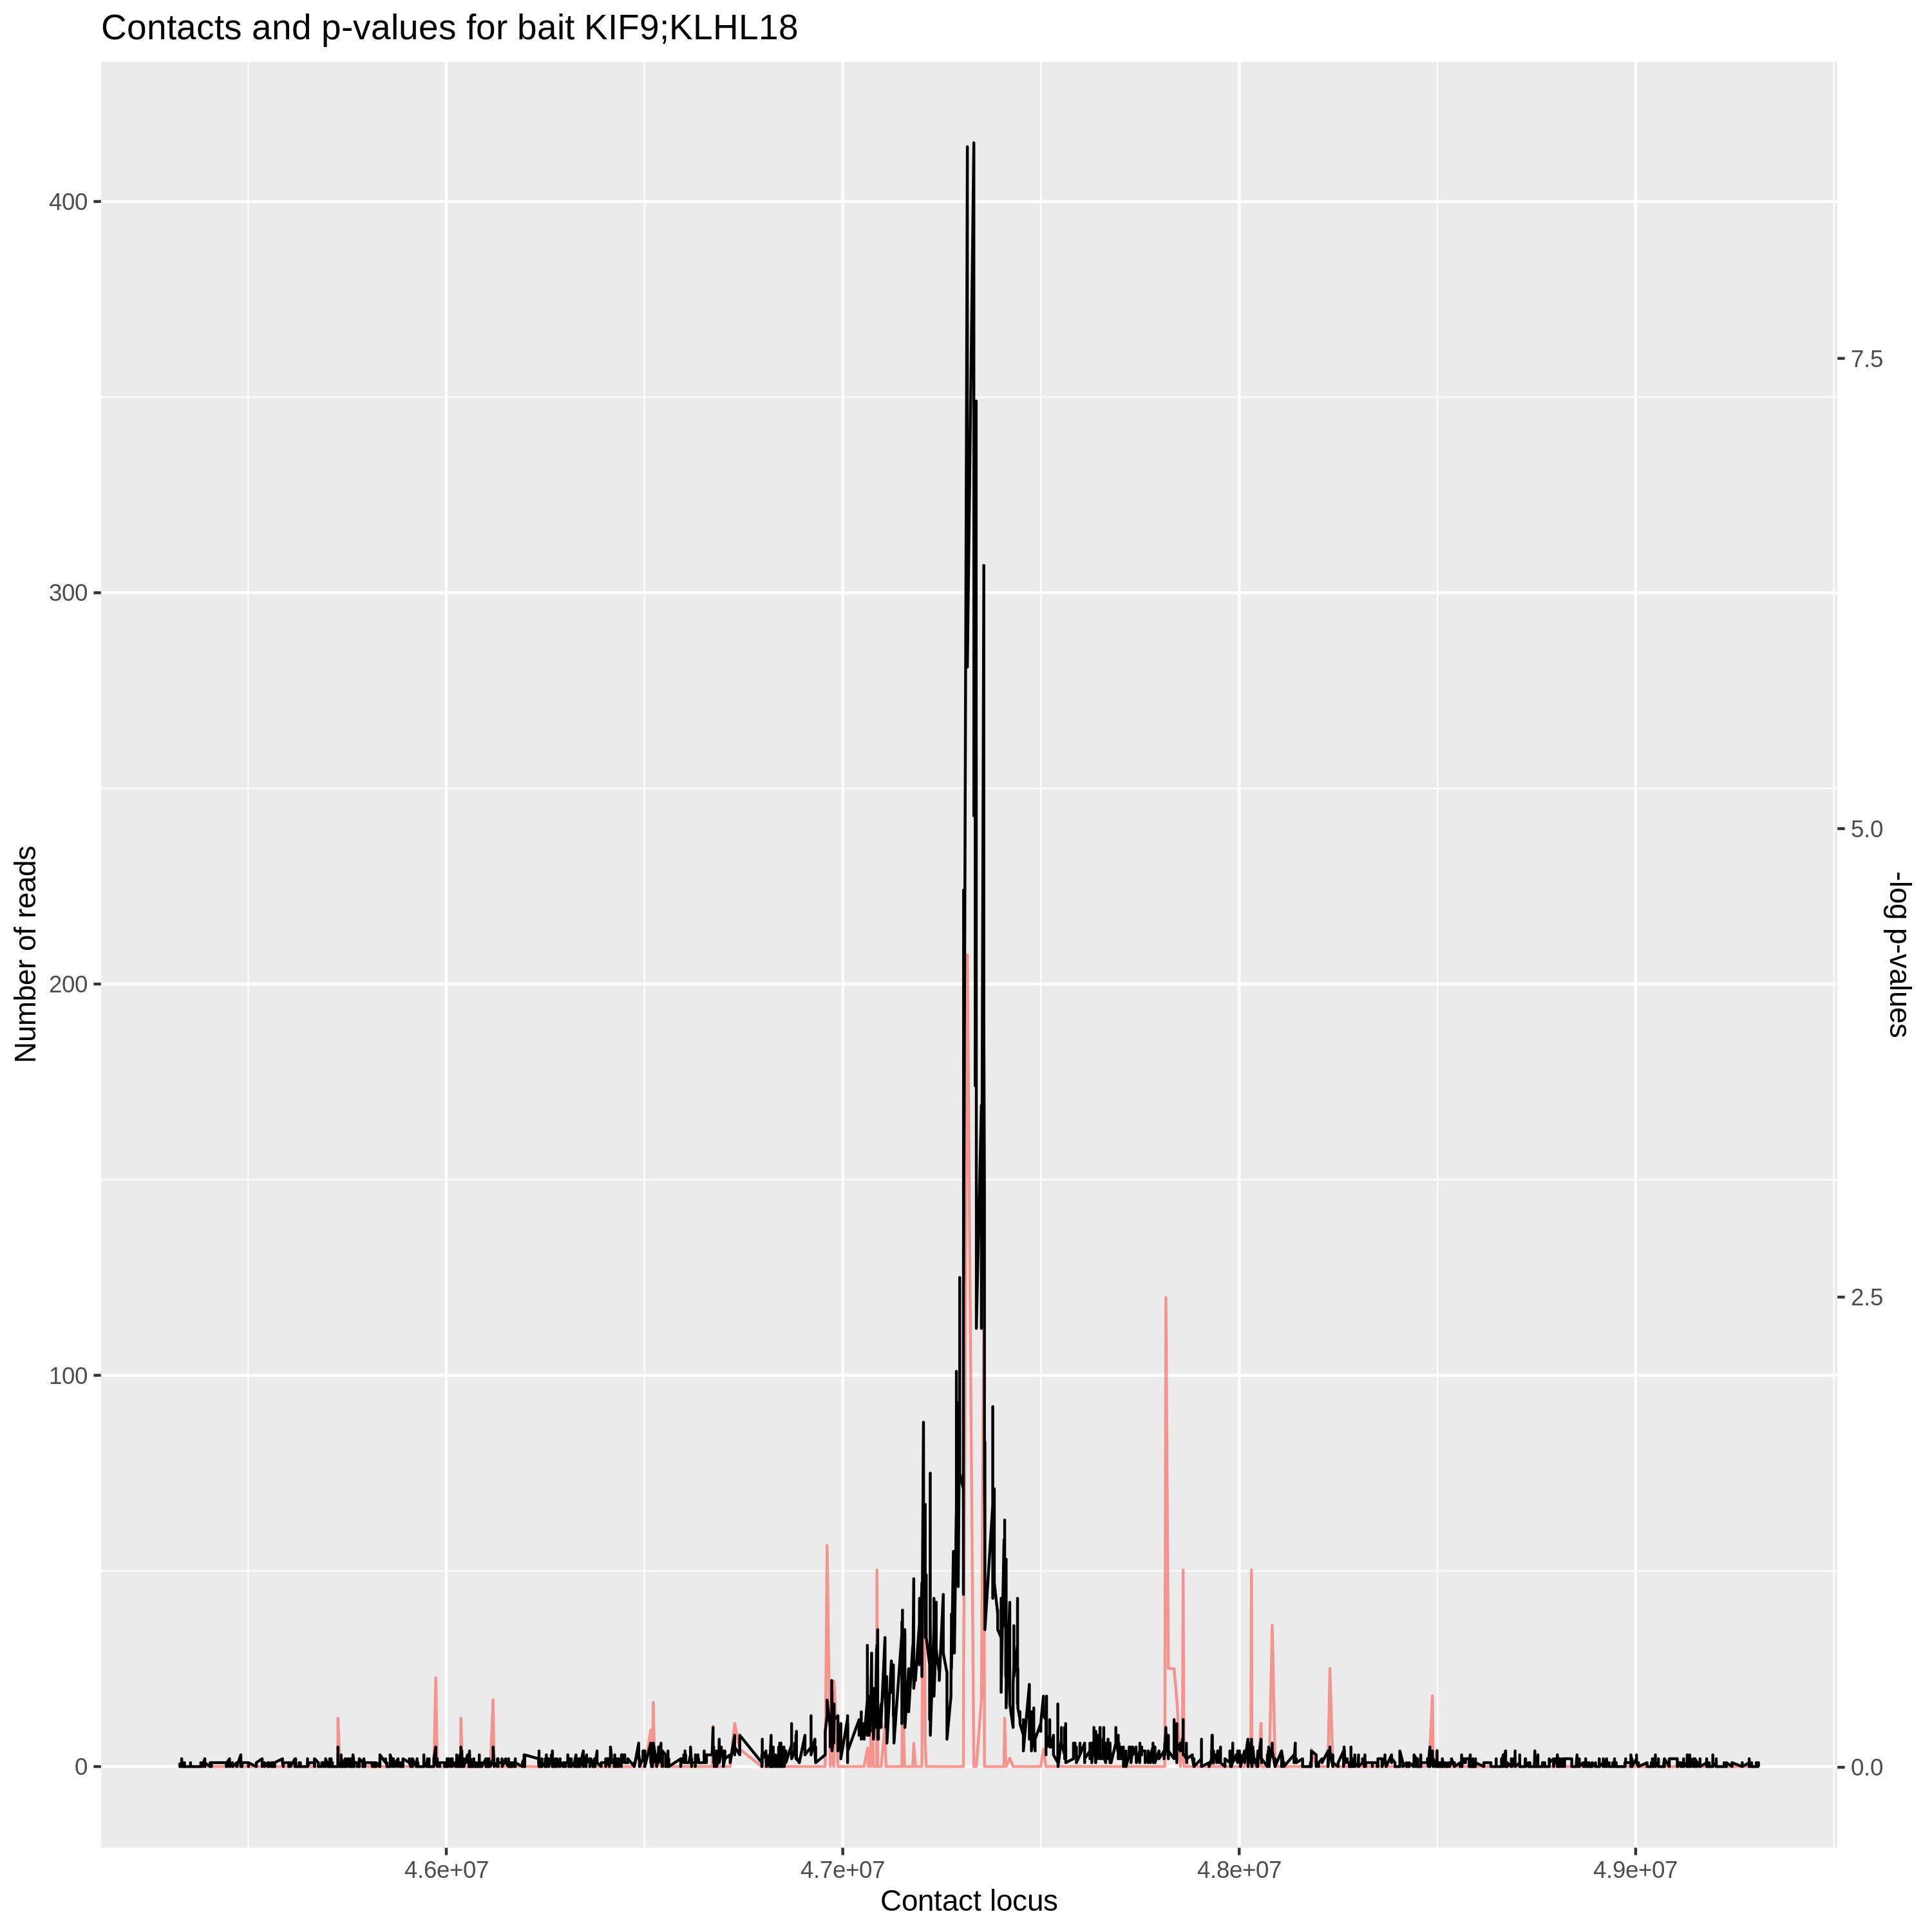 Contacts and p-values for bait KIF9;KLHL18
400
300
200
100
0
Number of reads
7.5
5.0
2.5
0.0
-log p-values
4.6e+07
4.7e+07
4.8e+07
4.9e+07
Contact locus